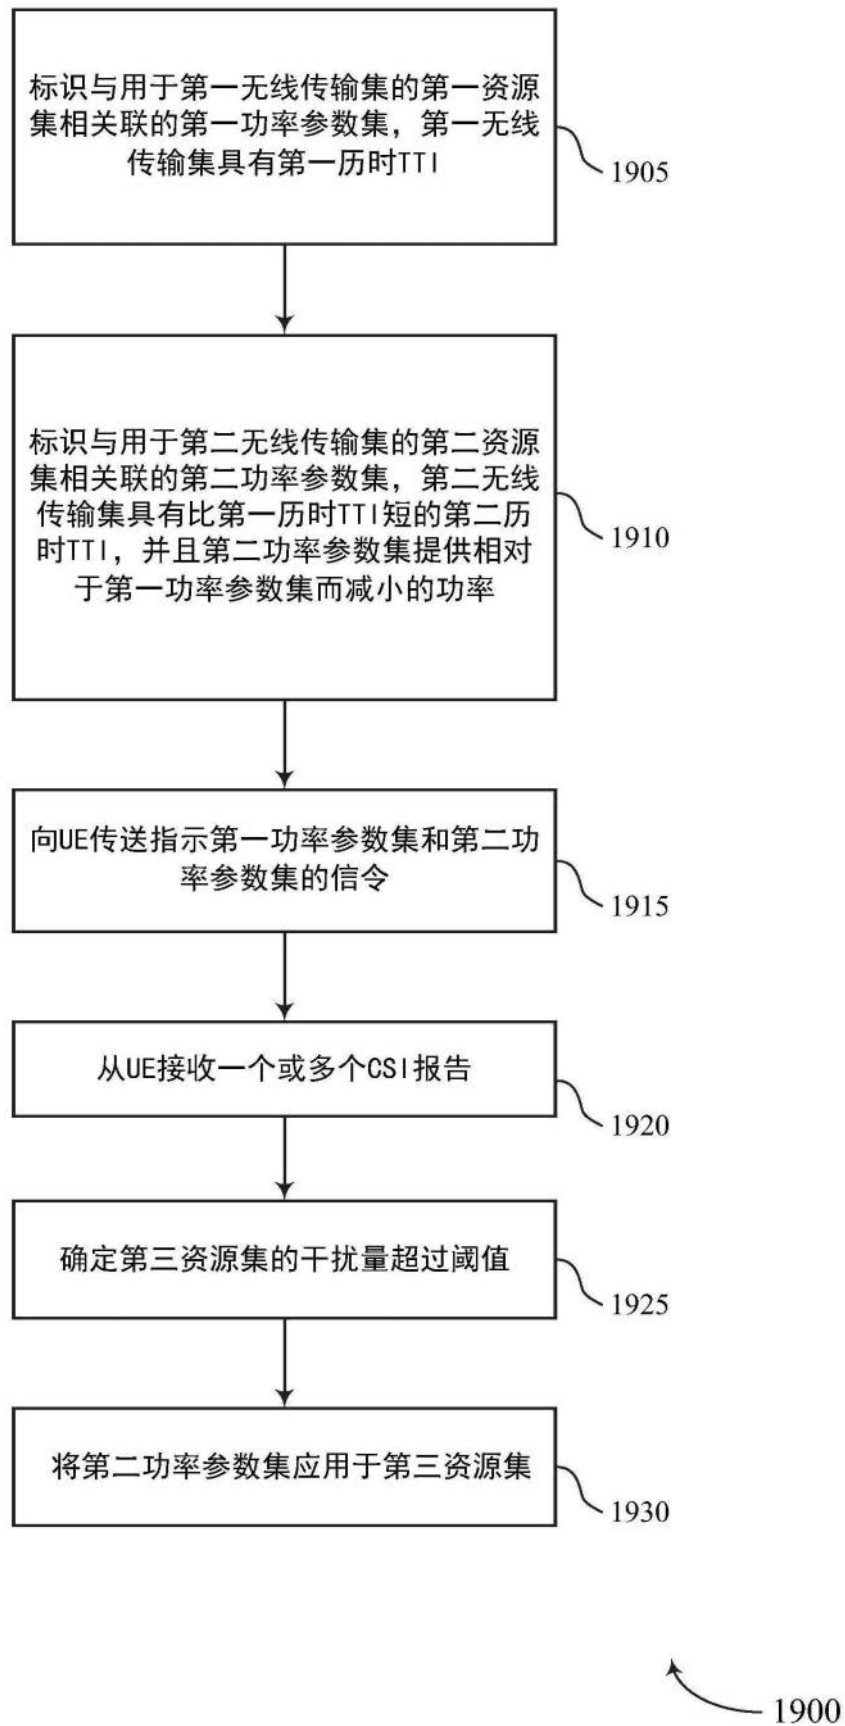 标识与用于第一无线传输集的第一资源
集相关联的第一功率参数集，第一无线
传输集具有第一历时TTI
1905
标识与用于第二无线传输集的第二资源
集相关联的第二功率参数集，第二无线
传输集具有比第一历时TTI短的第二历
时TTI，并且第二功率参数集提供相对
于第一功率参数集而减小的功率
1910
向UE传送指示第一功率参数集和第二功
率参数集的信令
1915
从UE接收一个或多个CSI报告
1920
确定第三资源集的干扰量超过阈值
1925
将第二功率参数集应用于第三资源集
1930
1900